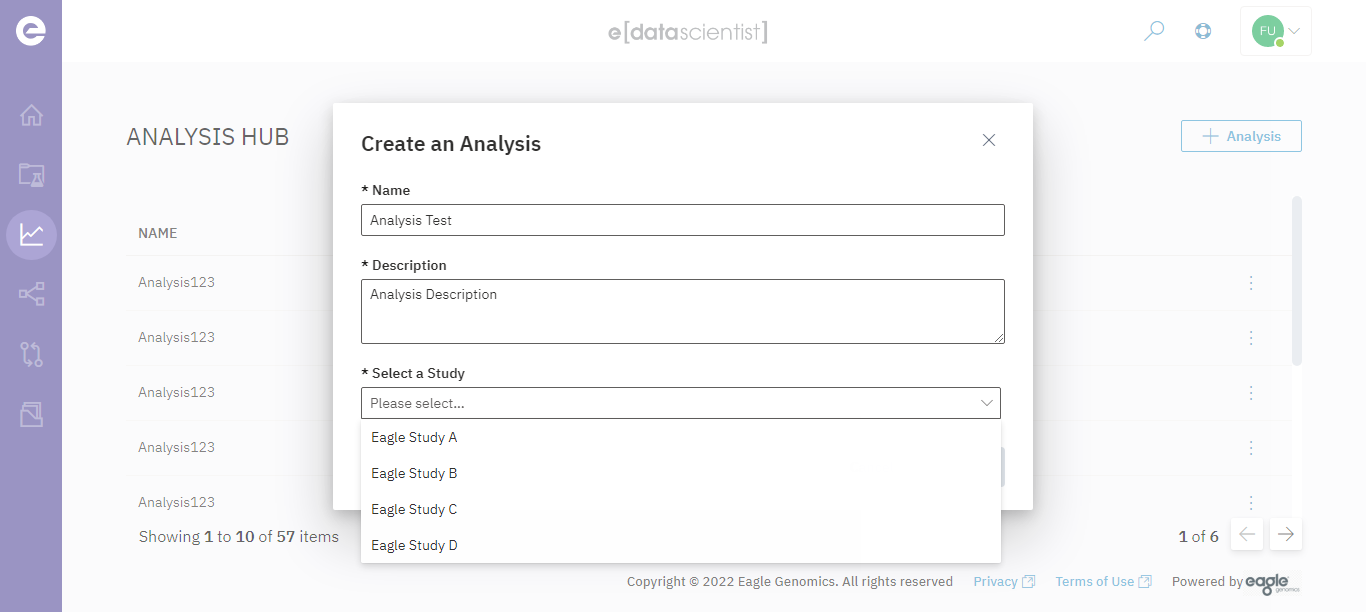 e[datascientist]
FU
ANALYSIS HUB
+ Analysis
NAME
Analysis123
Analysis123
Analysis123
Analysis123
Analysis123
Create an Analysis
* Name
Analysis Test
* Description
Analysis Description
* Select a Study
Please select...
Eagle Study A
Eagle Study B
Eagle Study C
Eagle Study D
Showing 1 to 10 of 57 items
1 of 6
Copyright © 2022 Eagle Genomics. All rights reserved Privacy Terms of Use Powered by eagle genomics